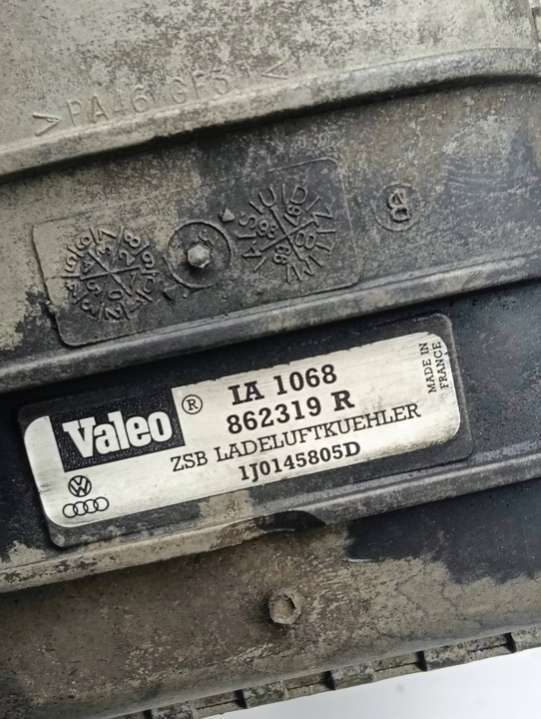 >PA46 GF3<
Valeo ®
IA 1068
862319 R
ZSB LADELUFTKUEHLER
1J0145805D
MADE IN
FRANCE